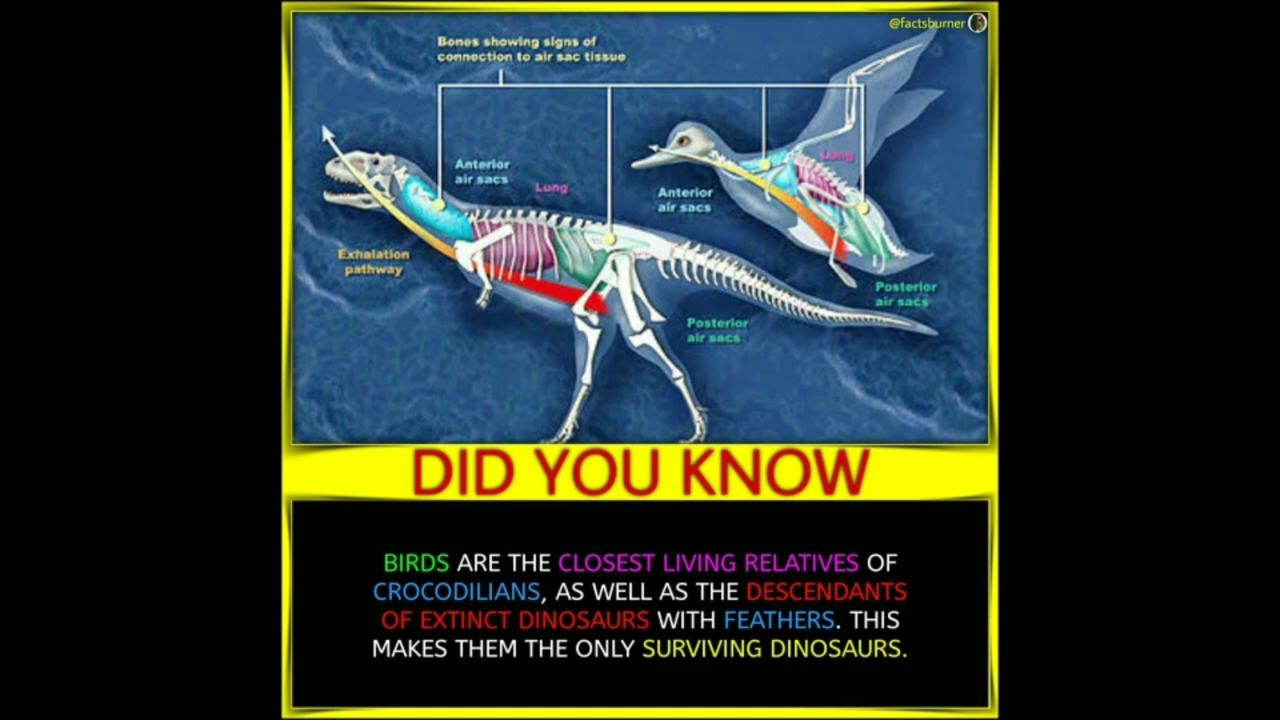 @factsburner
Bones showing signs of
connection to air sac tissue
Anterior
air sacs
Lung
Lung
Anterior
air sacs
Exhalation
pathway
Posterior
air sacs
Posterior
air sacs
DID YOU KNOW
BIRDS ARE THE CLOSEST LIVING RELATIVES OF
CROCODILIANS, AS WELL AS THE DESCENDANTS
OF EXTINCT DINOSAURS WITH FEATHERS. THIS
MAKES THEM THE ONLY SURVIVING DINOSAURS.